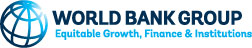 WORLD BANK GROUP
Equitable Growth, Finance & Institutions